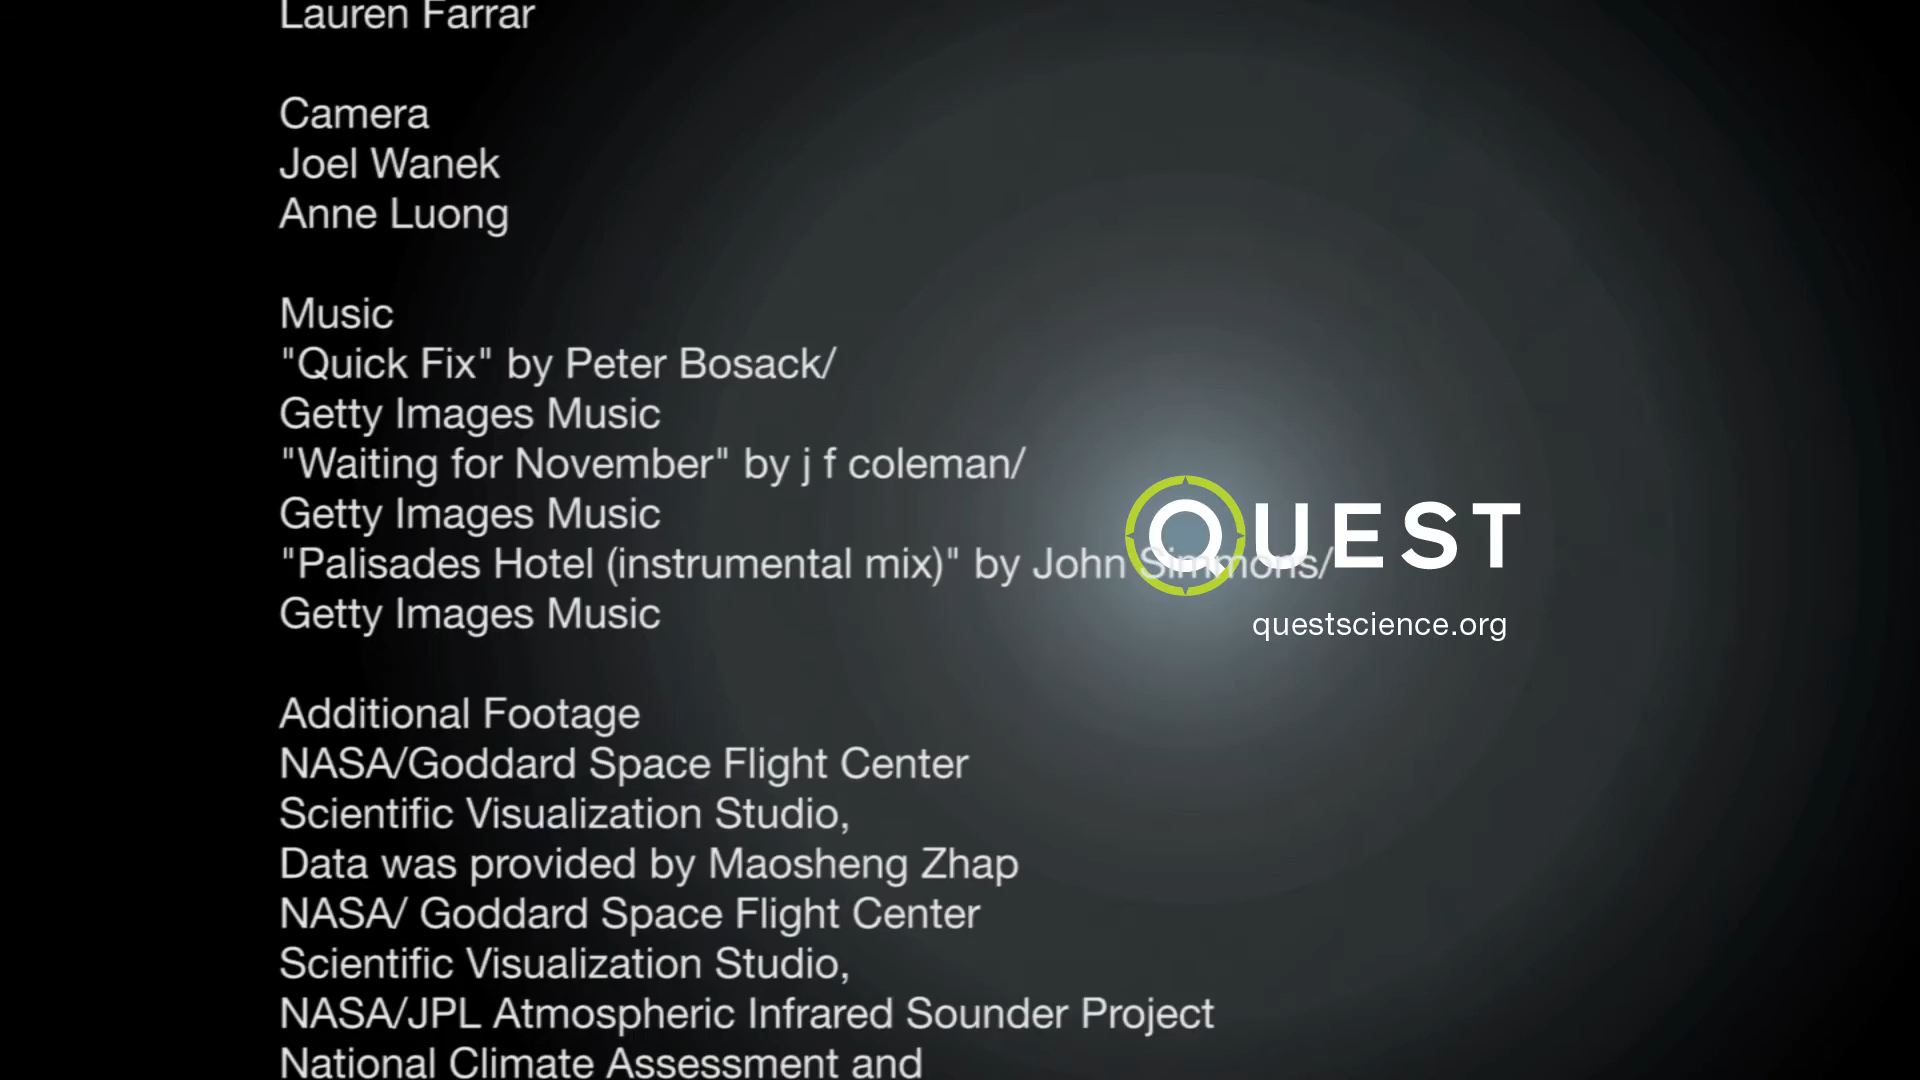 Lauren Farrar
Camera
Joel Wanek
Anne Luong
Music
"Quick Fix" by Peter Bosack/
Getty Images Music
"Waiting for November" by j f coleman/
Getty Images Music
"Palisades Hotel (instrumental mix)" by John Simmons/
Getty Images Music
Additional Footage
NASA/Goddard Space Flight Center
Scientific Visualization Studio,
Data was provided by Maosheng Zhap
NASA/ Goddard Space Flight Center
Scientific Visualization Studio,
NASA/JPL Atmospheric Infrared Sounder Project
National Climate Assessment and
QUEST
questscience.org